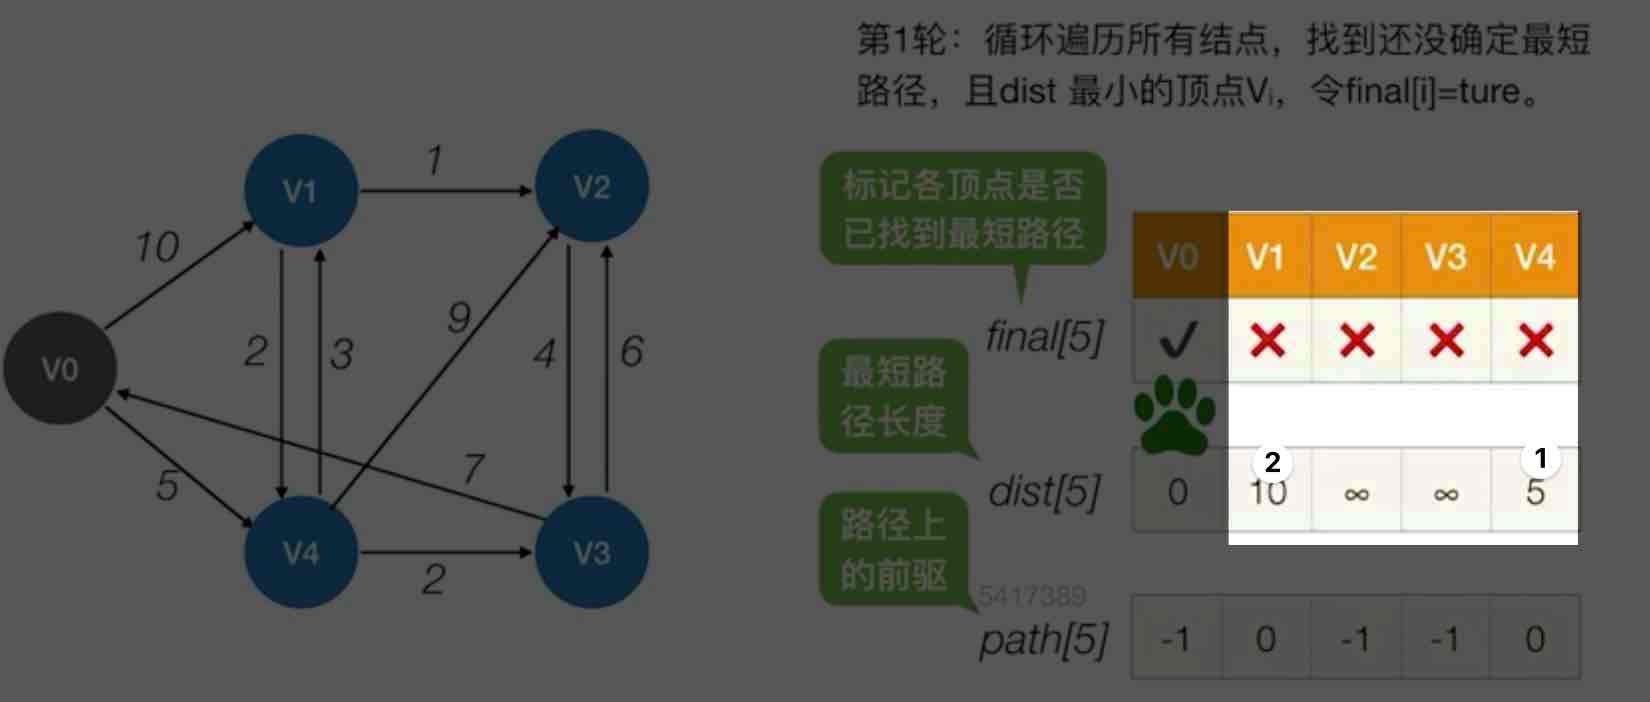 第1轮：循环遍历所有结点，找到还没确定最短
路径，且dist 最小的顶点Vi，令final[i]=ture。
V1
1
V2
10
V0
2
3
9
4
6
7
5
V4
2
V3
标记各顶点是否
已找到最短路径
V0 V1 V2 V3 V4
final[5] ✓ ✕ ✕ ✕ ✕
最短路
径长度
2 1
dist[5] 0 10 ∞ ∞ 5
路径上
的前驱
5417389
path[5] -1 0 -1 -1 0